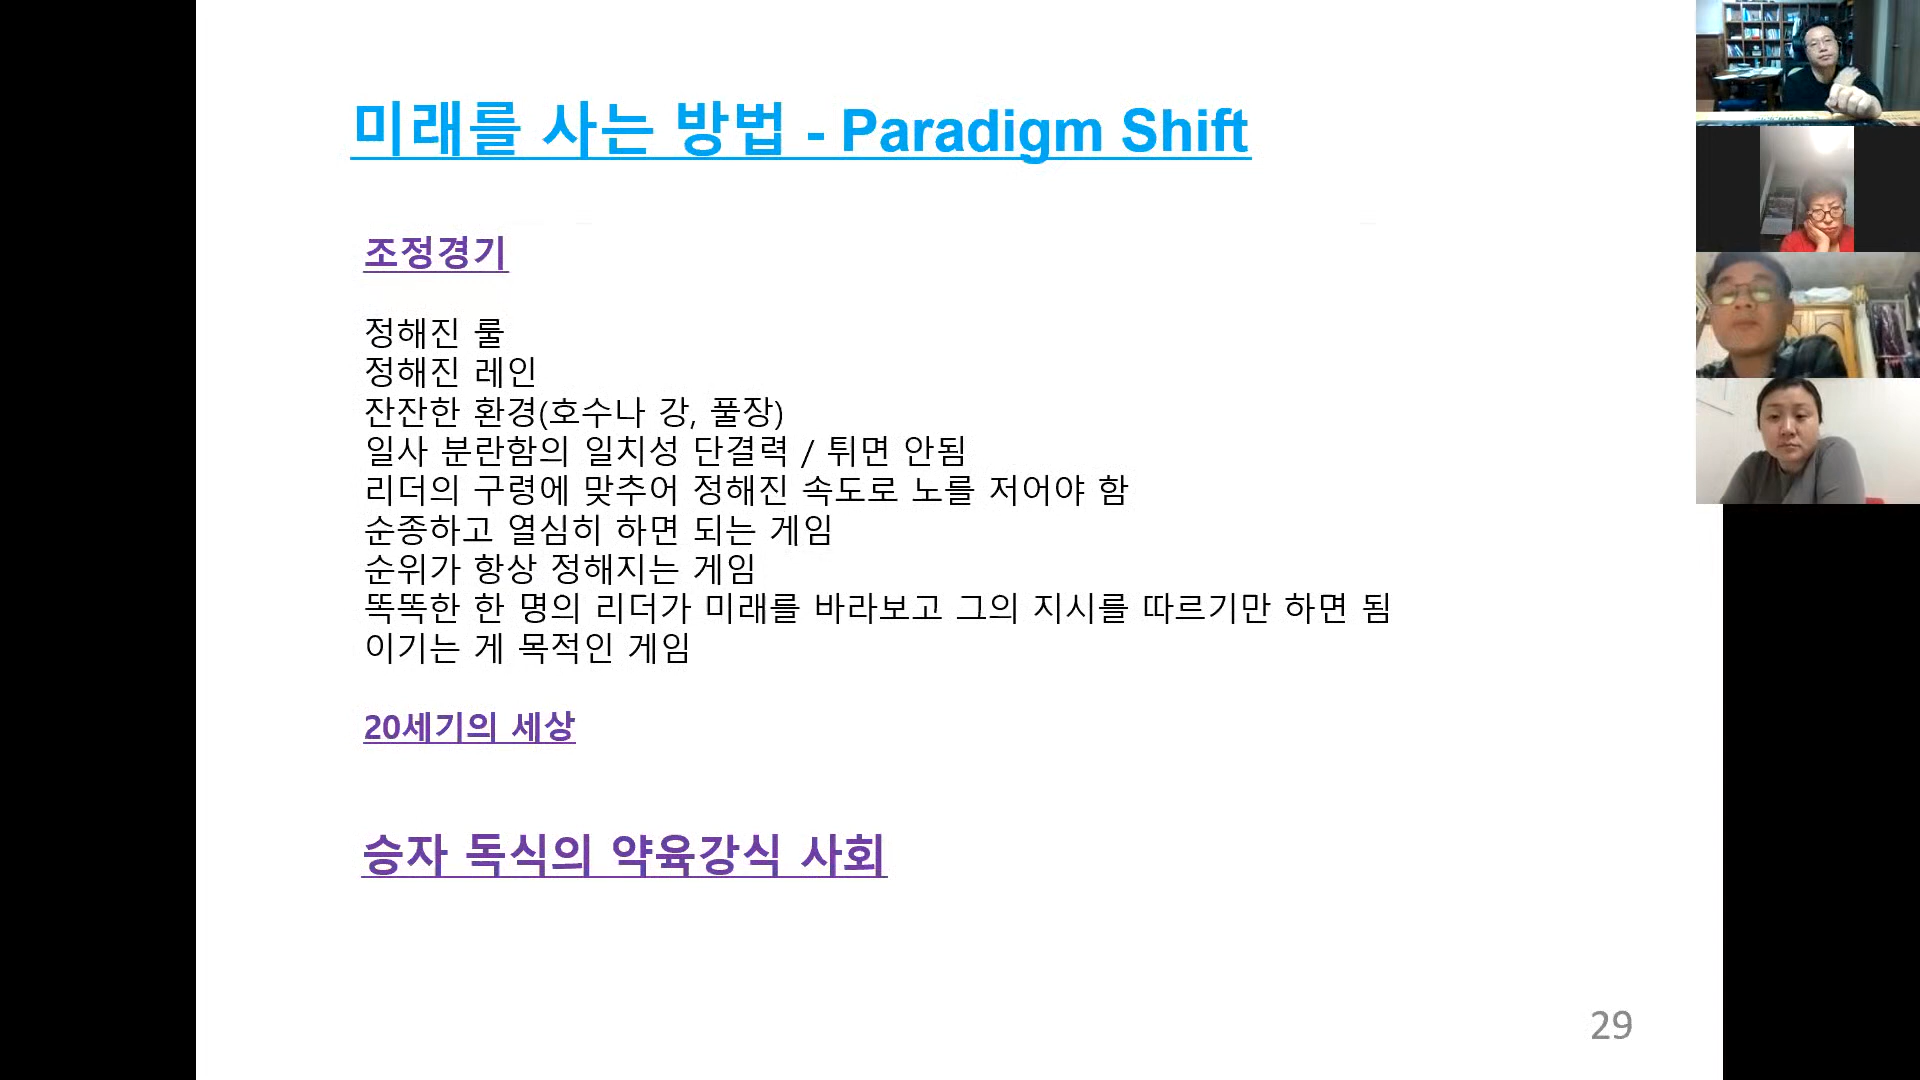 미래를 사는 방법 - Paradigm Shift
조정경기
정해진 룰
정해진 레인
잔잔한 환경(호수나 강, 풀장)
일사 분란함의 일치성 단결력 / 튀면 안됨
리더의 구령에 맞추어 정해진 속도로 노를 저어야 함
순종하고 열심히 하면 되는 게임
순위가 항상 정해지는 게임
똑똑한 한 명의 리더가 미래를 바라보고 그의 지시를 따르기만 하면 됨
이기는 게 목적인 게임
20세기의 세상
승자 독식의 약육강식 사회
29